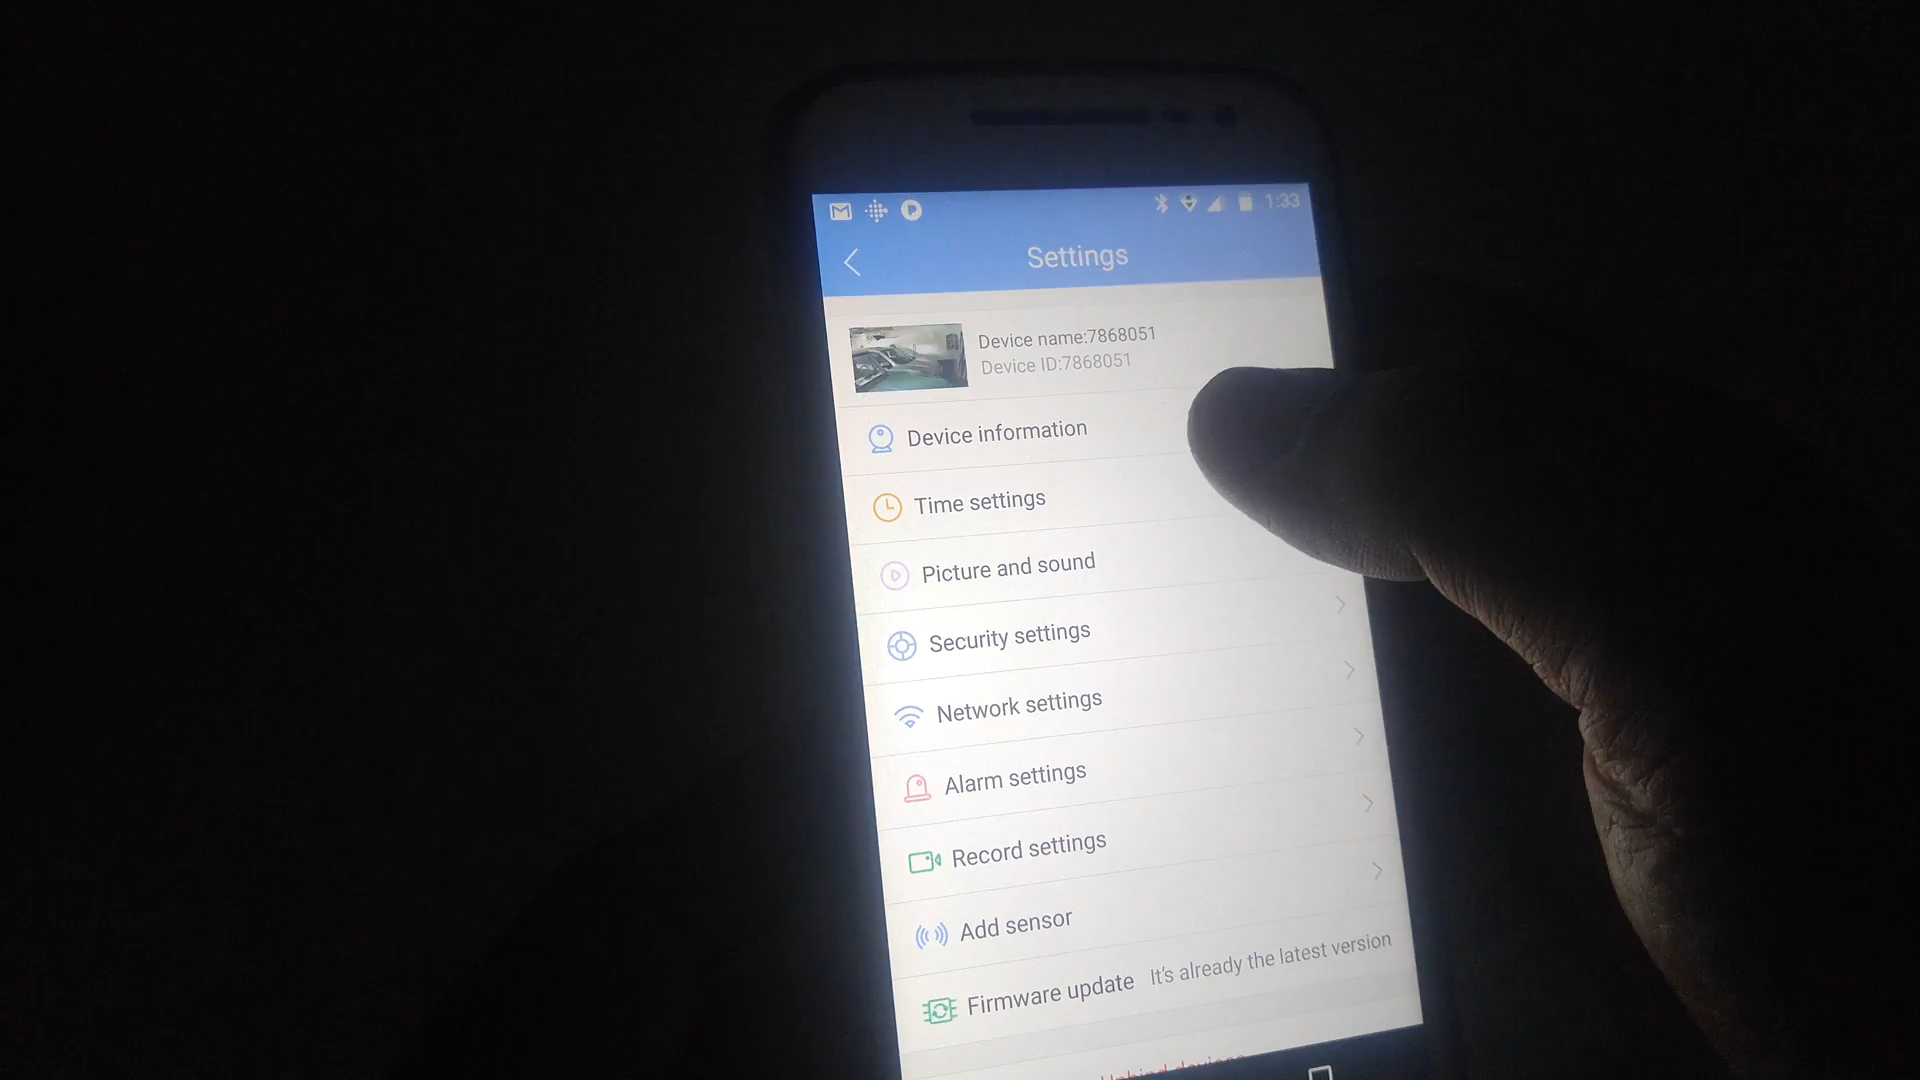 1:33
Settings
Device name:7868051
Device ID:7868051
Device information
Time settings
Picture and sound
Security settings
Network settings
Alarm settings
Record settings
Add sensor
Firmware update It's already the latest version